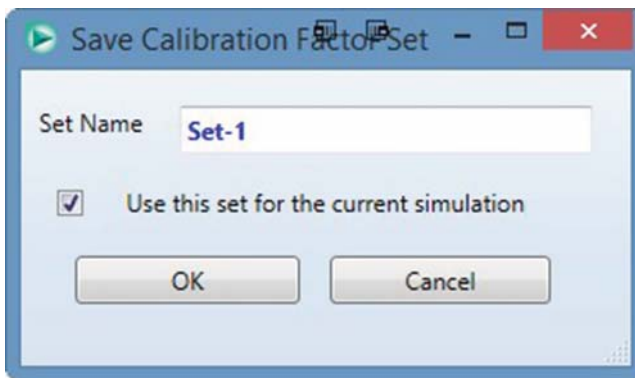 Save Calibration Factor Set
Set Name Set-1
Use this set for the current simulation
OK Cancel